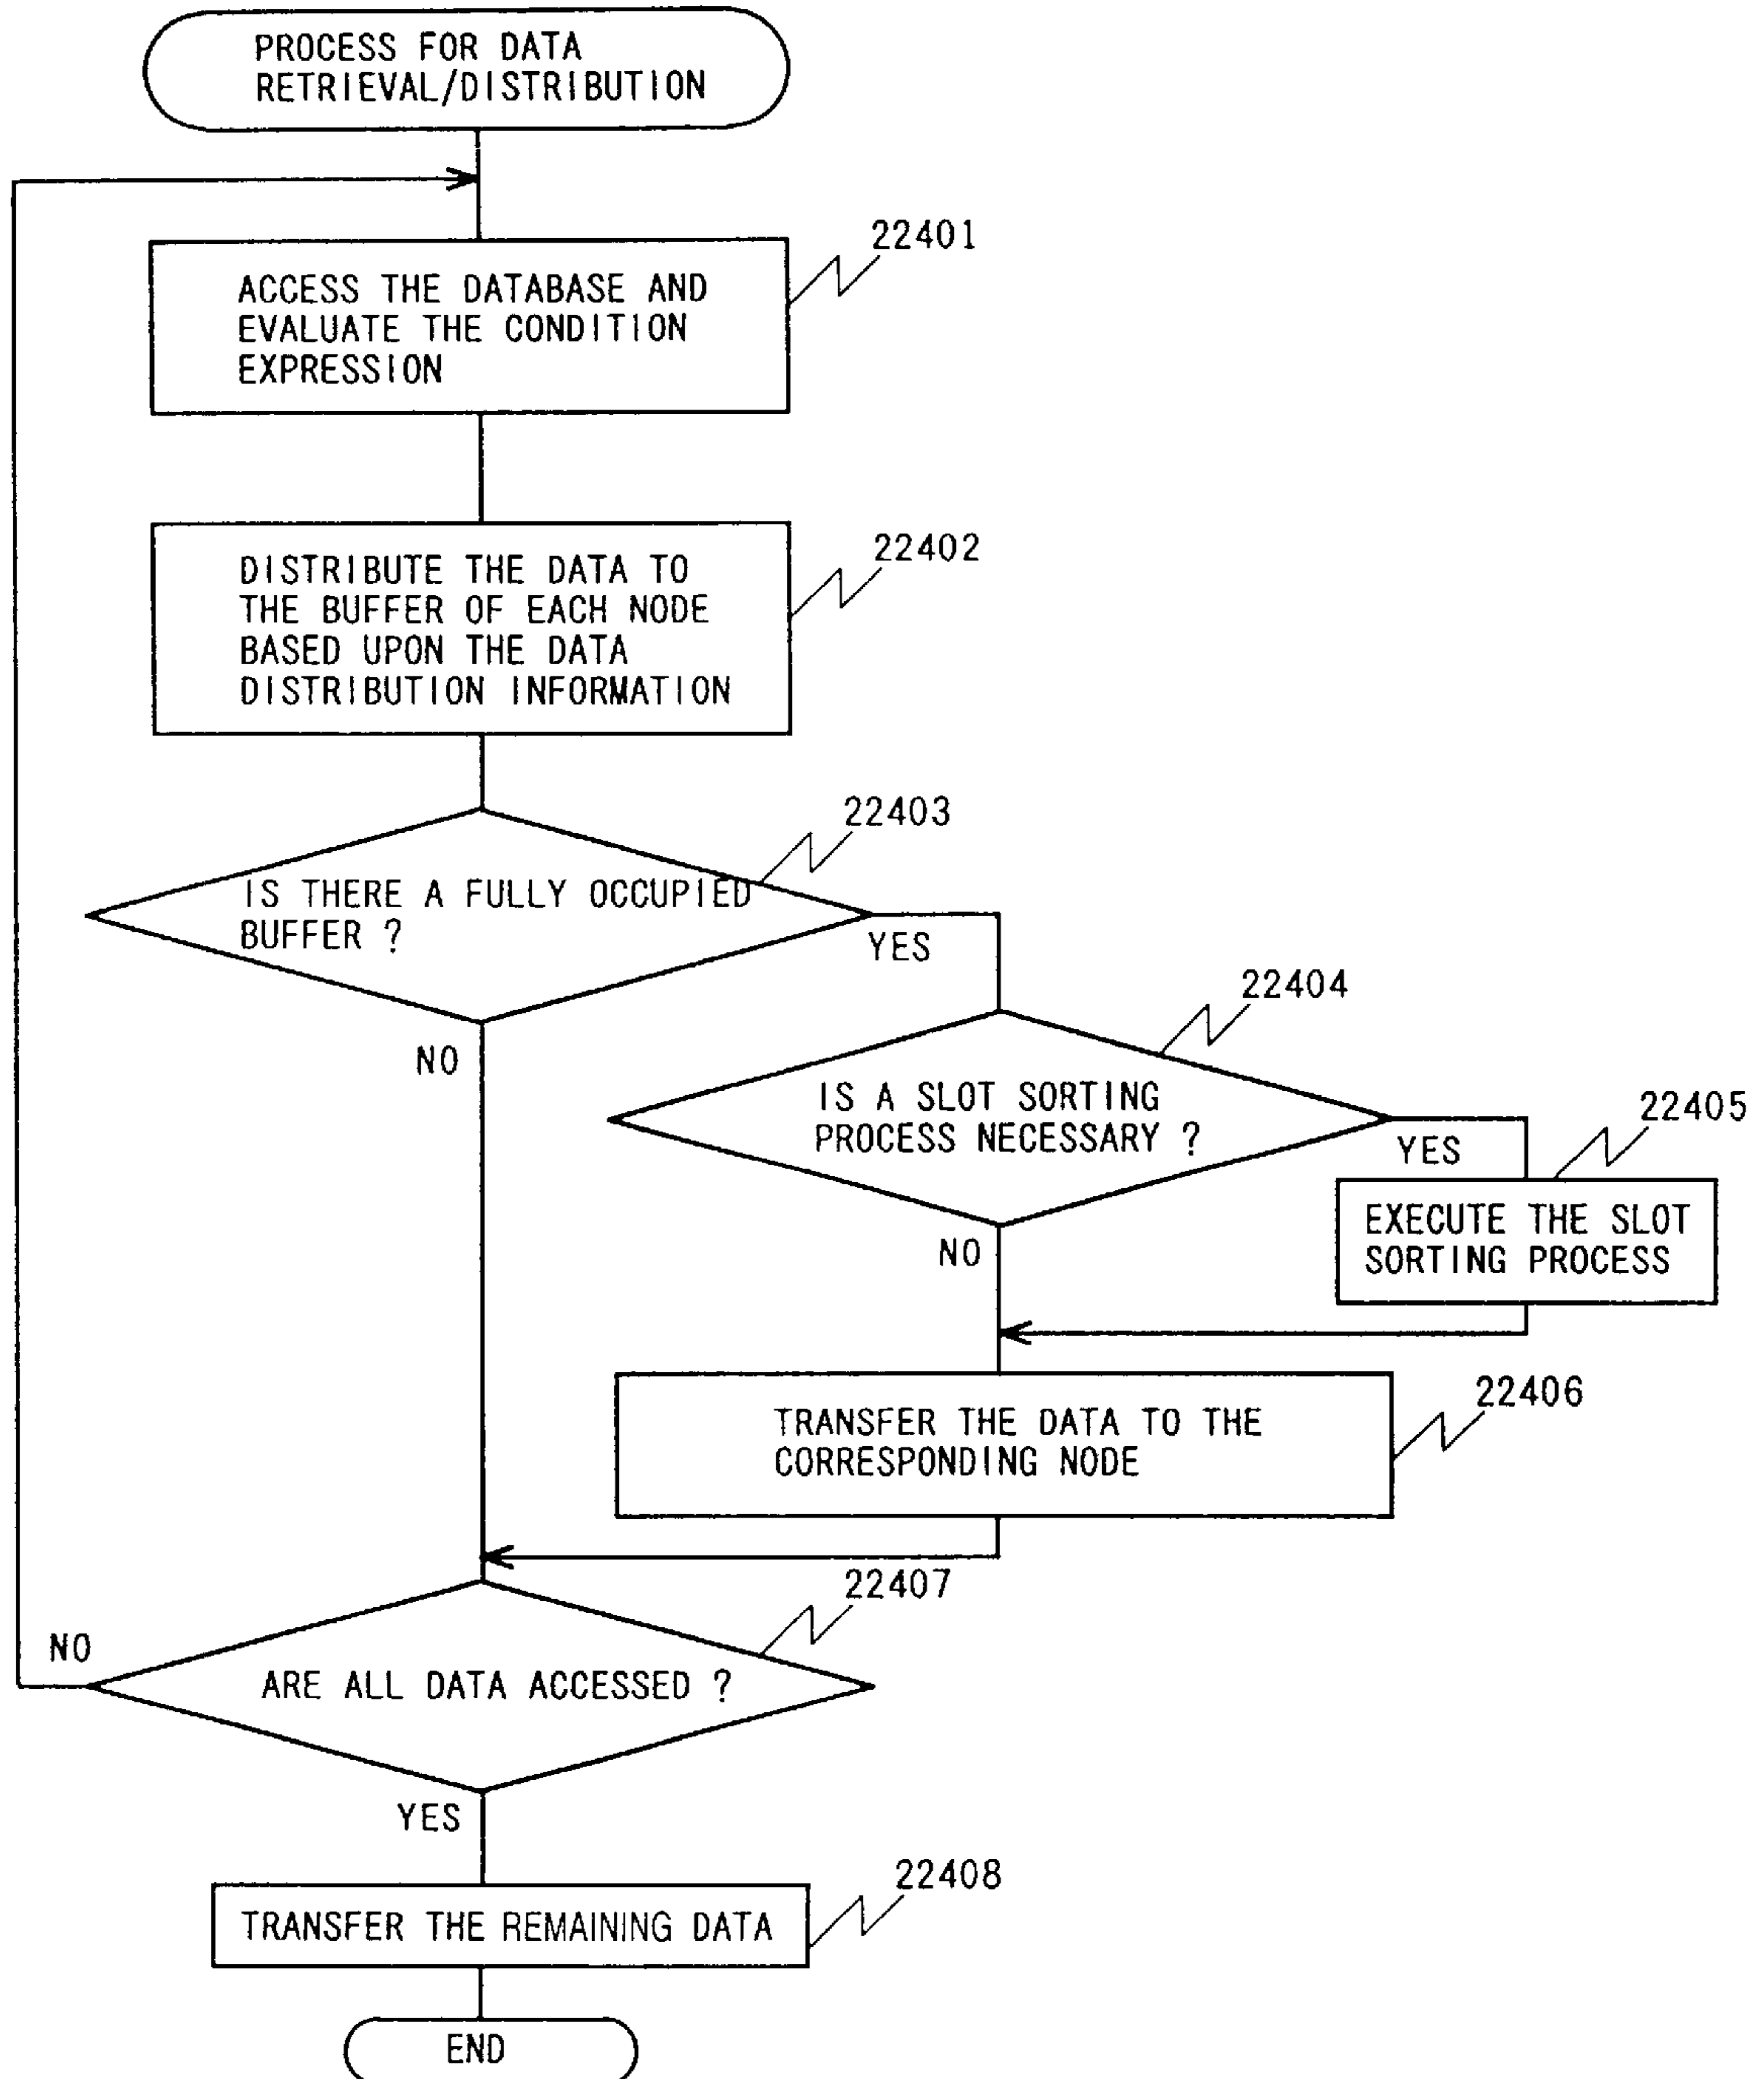 PROCESS FOR DATA
RETRIEVAL/DISTRIBUTION
22401
ACCESS THE DATABASE AND
EVALUATE THE CONDITION
EXPRESSION
22402
DISTRIBUTE THE DATA TO
THE BUFFER OF EACH NODE
BASED UPON THE DATA
DISTRIBUTION INFORMATION
22403
IS THERE A FULLY OCCUPIED
BUFFER ?
YES
NO
22404
IS A SLOT SORTING
PROCESS NECESSARY ?
YES
NO
22405
EXECUTE THE SLOT
SORTING PROCESS
22406
TRANSFER THE DATA TO THE
CORRESPONDING NODE
22407
NO
ARE ALL DATA ACCESSED ?
YES
22408
TRANSFER THE REMAINING DATA
END